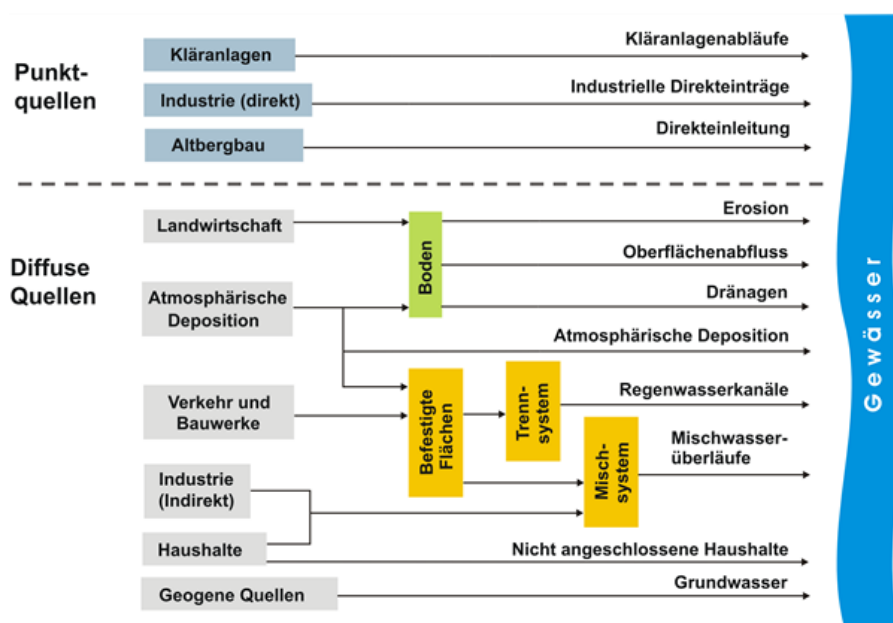 Punkt-
quellen
Kläranlagen
Kläranlagenabläufe
Industrie (direkt)
Industrielle Direkteinträge
Altbergbau
Direkteinleitung
Diffuse
Quellen
Landwirtschaft
Boden
Erosion
Oberflächenabfluss
Atmosphärische
Deposition
Dränagen
Atmosphärische Deposition
Verkehr und
Bauwerke
Befestigte
Flächen
Trenn-
system
Regenwasserkanäle
Misch-
system
Mischwasser-
überläufe
Industrie
(Indirekt)
Haushalte
Nicht angeschlossene Haushalte
Geogene Quellen
Grundwasser
Gewässer